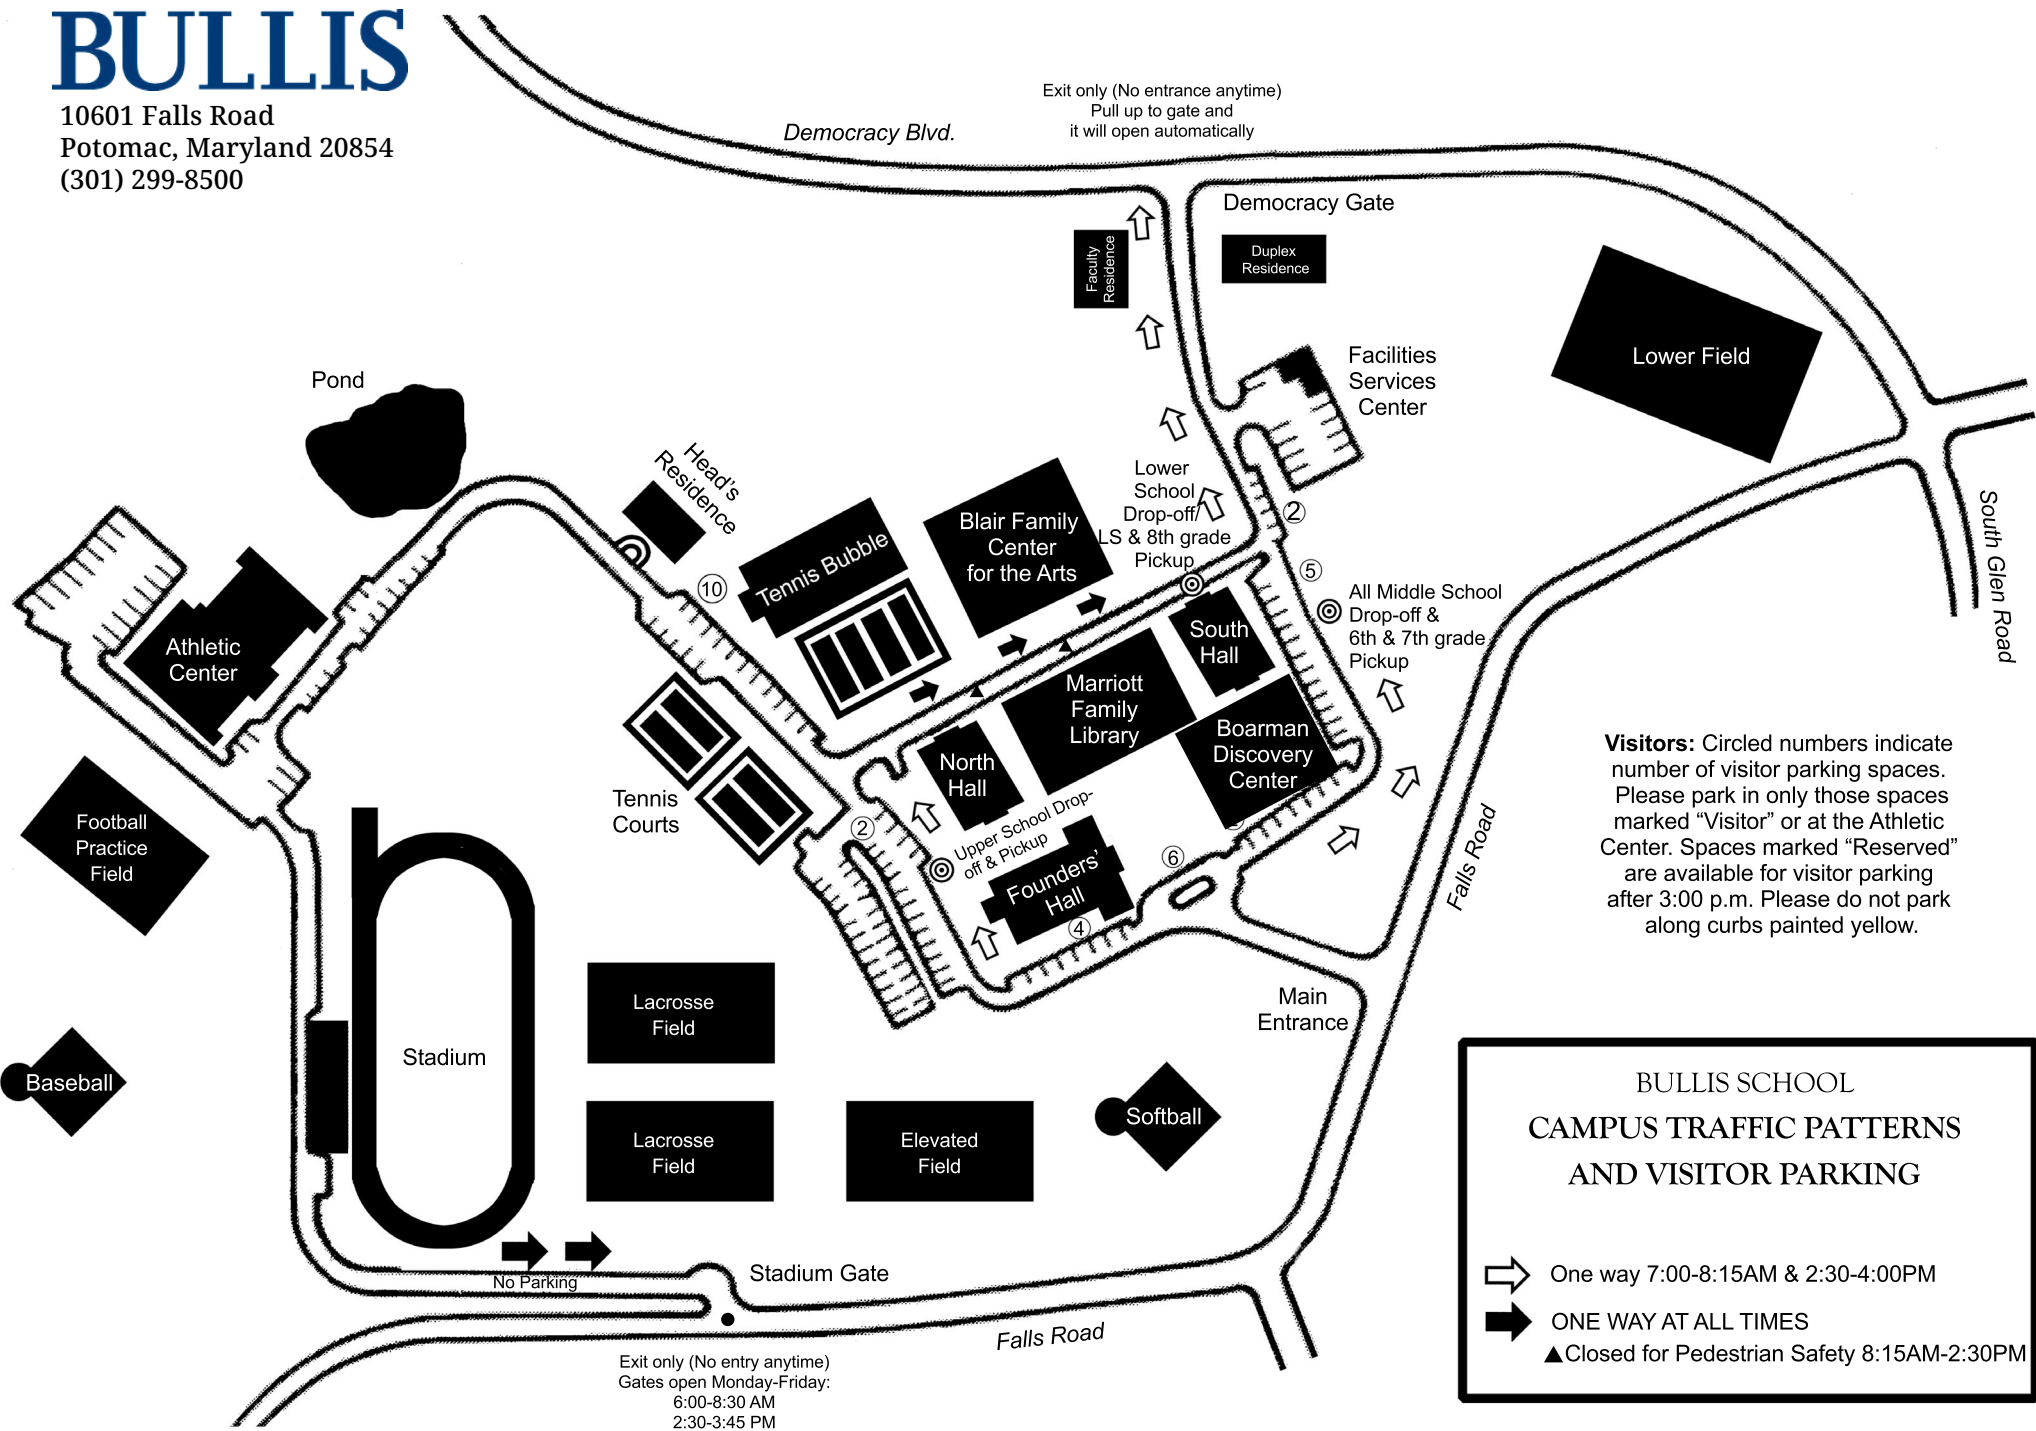 BULLIS
10601 Falls Road
Potomac, Maryland 20854
(301) 299-8500
Exit only (No entrance anytime)
Pull up to gate and
it will open automatically
Democracy Blvd.
Democracy Gate
Faculty
Residence
Duplex
Residence
Lower Field
Facilities
Services
Center
Pond
Head's
Residence
Lower
School
Drop-off/
LS & 8th grade
Pickup
2
5
10
Tennis Bubble
Blair Family
Center
for the Arts
All Middle School
Drop-off &
6th & 7th grade
Pickup
South Glen Road
Athletic
Center
South
Hall
Marriott
Family
Library
Boarman
Discovery
Center
North
Hall
Tennis
Courts
2
Upper School Drop-
off & Pickup
Founders'
Hall
6
4
Falls Road
Visitors: Circled numbers indicate
number of visitor parking spaces.
Please park in only those spaces
marked “Visitor” or at the Athletic
Center. Spaces marked “Reserved”
are available for visitor parking
after 3:00 p.m. Please do not park
along curbs painted yellow.
Football
Practice
Field
Main
Entrance
Lacrosse
Field
Stadium
Baseball
Softball
Lacrosse
Field
Elevated
Field
No Parking
Stadium Gate
Falls Road
Exit only (No entry anytime)
Gates open Monday-Friday:
6:00-8:30 AM
2:30-3:45 PM
BULLIS SCHOOL
CAMPUS TRAFFIC PATTERNS
AND VISITOR PARKING
One way 7:00-8:15AM & 2:30-4:00PM
ONE WAY AT ALL TIMES
▲Closed for Pedestrian Safety 8:15AM-2:30PM